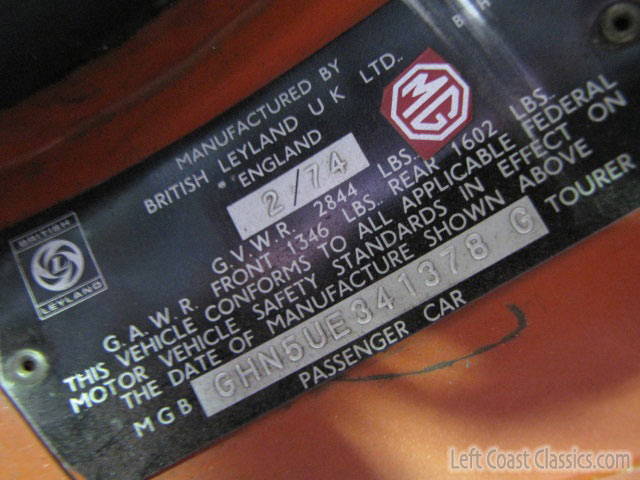 MANUFACTURED BY
BRITISH LEYLAND U K LTD.
ENGLAND
2/74
MG
G.V.W.R. 2844 LBS.
G.A.W.R. FRONT 1346 LBS. REAR 1602 LBS.
THIS VEHICLE CONFORMS TO ALL APPLICABLE FEDERAL
MOTOR VEHICLE SAFETY STANDARDS IN EFFECT ON
THE DATE OF MANUFACTURE SHOWN ABOVE
MGB GHN5UE341378 G TOURER
PASSENGER CAR
BRITISH
L
LEYLAND
Left Coast Classics.com